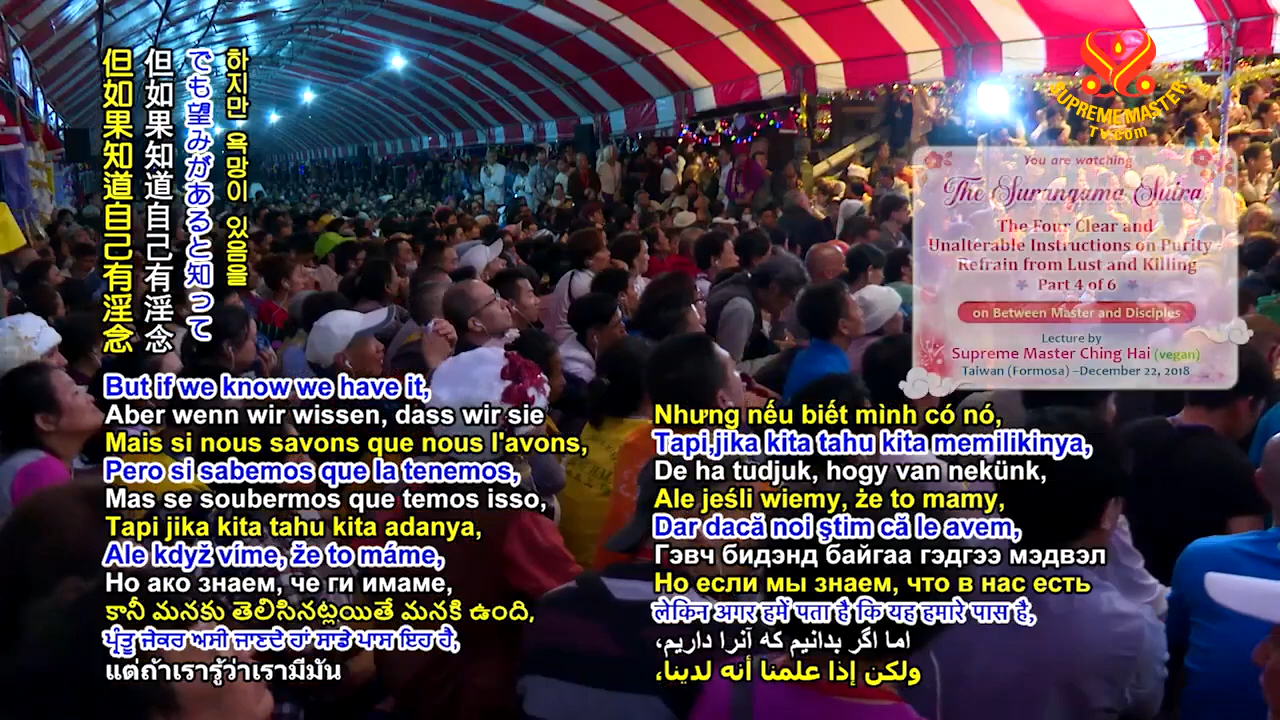 하지만 욕망이 있음을
でも望みがあると知って
但如果知道自己有淫念
但如果知道自己有淫念
SUPREME MASTER
TV.com
You are watching
The Surangama Sutra
The Four Clear and
Unalterable Instructions on Purity -
Refrain from Lust and Killing
Part 4 of 6
on Between Master and Disciples
Lecture by
Supreme Master Ching Hai (vegan)
Taiwan (Formosa) –December 22, 2018
But if we know we have it,
Aber wenn wir wissen, dass wir sie
Mais si nous savons que nous l'avons,
Pero si sabemos que la tenemos,
Mas se soubermos que temos isso,
Tapi jika kita tahu kita adanya,
Ale když víme, že to máme,
Но ако знаем, че ги имаме,
కానీ మనకు తెలిసినట్లయితే మనకి ఉంది,
ਪ੍ਰੰਤੂ ਜੇਕਰ ਅਸੀ ਜਾਣਦੇ ਹਾਂ ਸਾਡੇ ਪਾਸ ਇਹ ਹੈ,
แต่ถ้าเรารู้ว่าเรามีมัน
Nhưng nếu biết mình có nó,
Tapi,jika kita tahu kita memilikinya,
De ha tudjuk, hogy van nekünk,
Ale jeśli wiemy, że to mamy,
Dar dacă noi ştim că le avem,
Гэвч бидэнд байгаа гэдгээ мэдвэл
Но если мы знаем, что в нас есть
लेकिन अगर हमें पता है कि यह हमारे पास है,
اما اگر بدانیم که آنرا داریم،
ولكن إذا علمنا أنه لدينا،